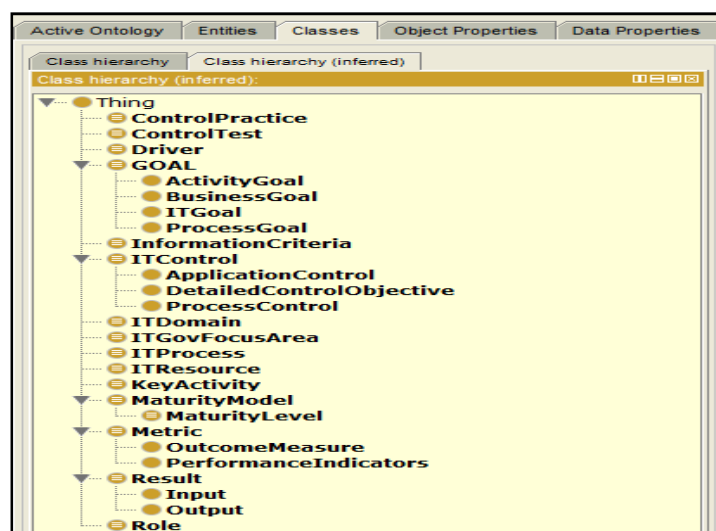 Active Ontology Entities Classes Object Properties Data Properties
Class hierarchy Class hierarchy (inferred)
Class hierarchy (inferred):
Thing
ControlPractice
ControlTest
Driver
GOAL
ActivityGoal
BusinessGoal
ITGoal
ProcessGoal
InformationCriteria
ITControl
ApplicationControl
DetailedControlObjective
ProcessControl
ITDomain
ITGovFocusArea
ITProcess
ITResource
KeyActivity
MaturityModel
MaturityLevel
Metric
OutcomeMeasure
PerformanceIndicators
Result
Input
Output
Role